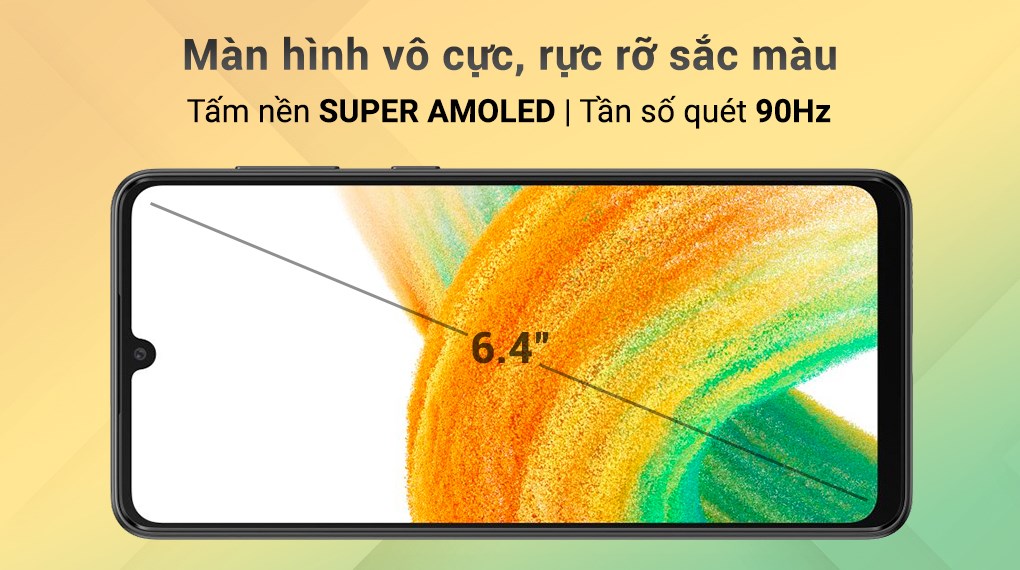 Màn hình vô cực, rực rỡ sắc màu
Tấm nền SUPER AMOLED | Tần số quét 90Hz
6.4"